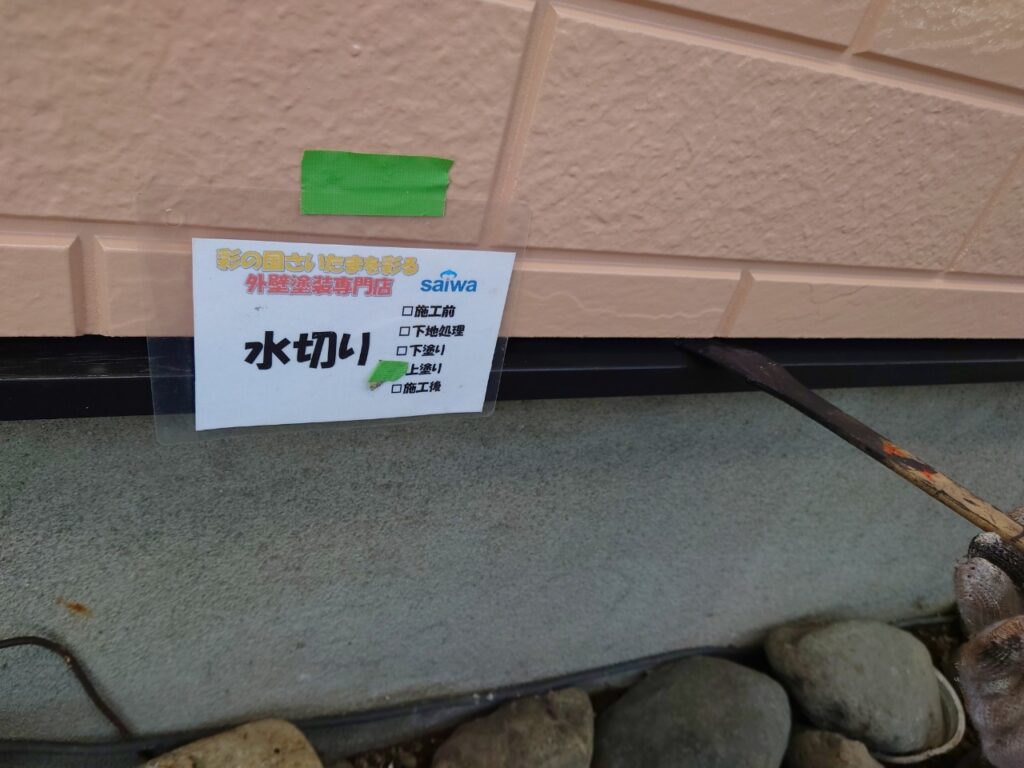 彩の国さいたまを彩る
外壁塗装専門店
saiwa
水切り
□施工前
□下地処理
□下塗り
上塗り
□施工後